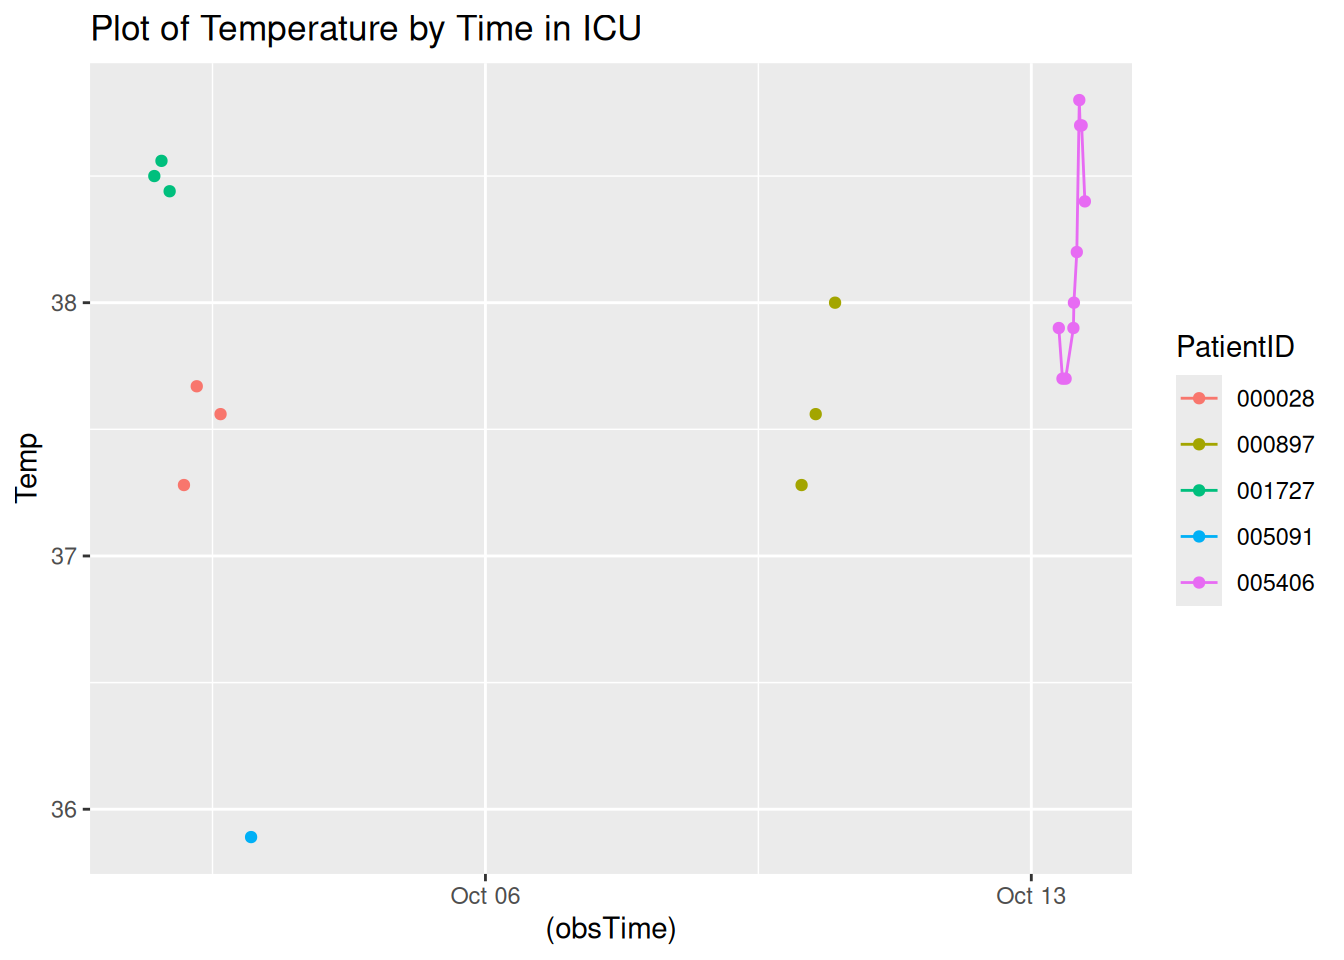 Plot of Temperature by Time in ICU
38
37
36
Temp
Oct 06
Oct 13
(obsTime)
PatientID
000028
000897
001727
005091
005406